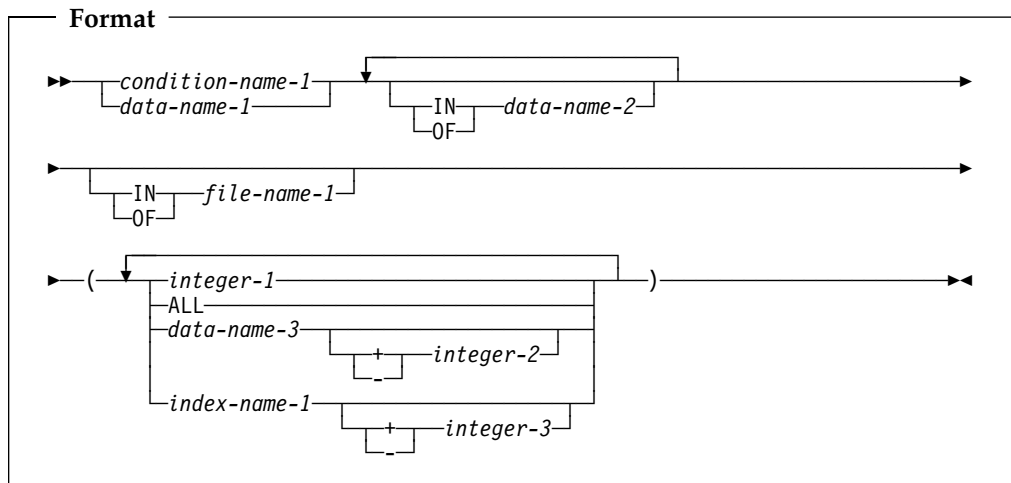 Format
condition-name-1
data-name-1 IN data-name-2
OF
IN file-name-1
OF
( integer-1 )
ALL
data-name-3
+ integer-2
-
index-name-1
+ integer-3
-